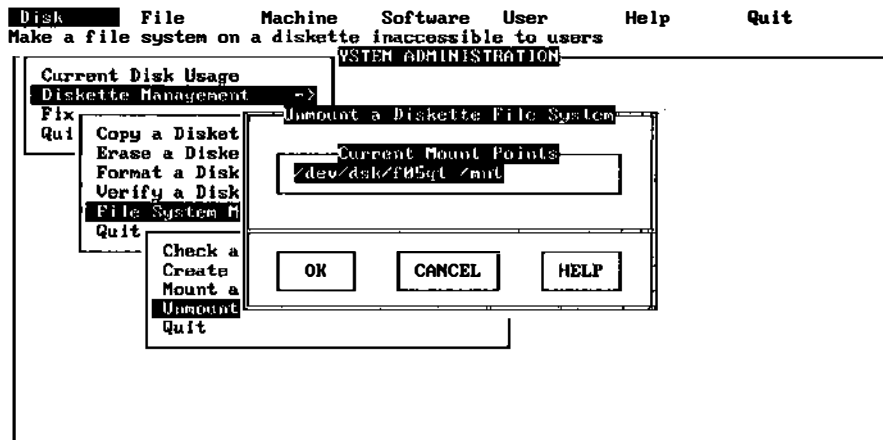 Disk File Machine Software User Help Quit
Make a file system on a diskette inaccessible to users
YSTEM ADMINISTRATION
Current Disk Usage
Diskette Management ->
Fix
Qui
Copy a Disket
Erase a Diske
Format a Disk
Verify a Disk
File System M
Quit
Check a
Create
Mount a
Unmount
Quit
Unmount a Diskette File System
Current Mount Points
/dev/dsk/f05qt /mnt
OK CANCEL HELP